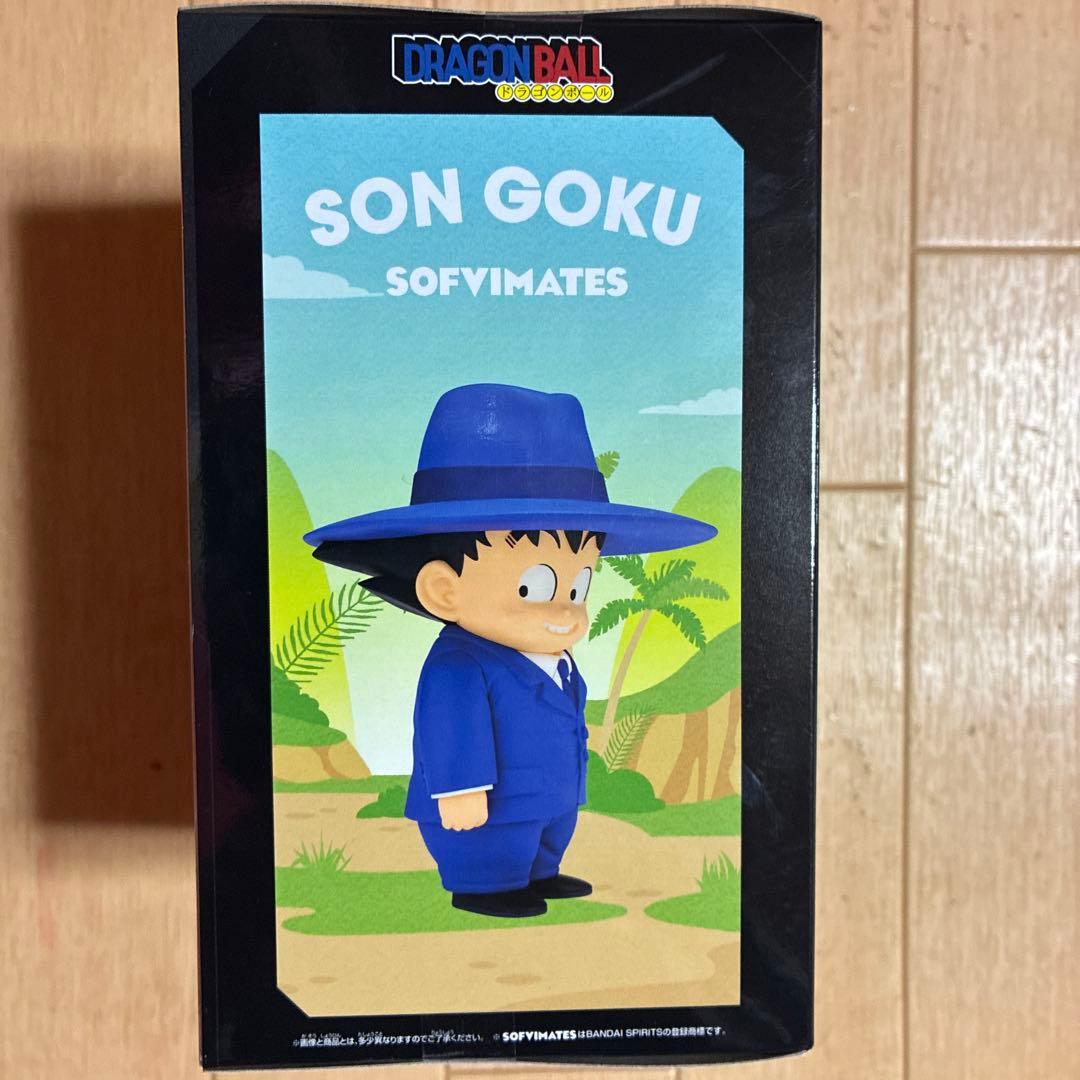 DRAGON BALL
ドラゴンボール
SON GOKU
SOFVIMATES
※画像と商品とは、多少異なりますのでご了承ください。 ※SOFVIMATESはBANDAI SPIRITSの登録商標です。